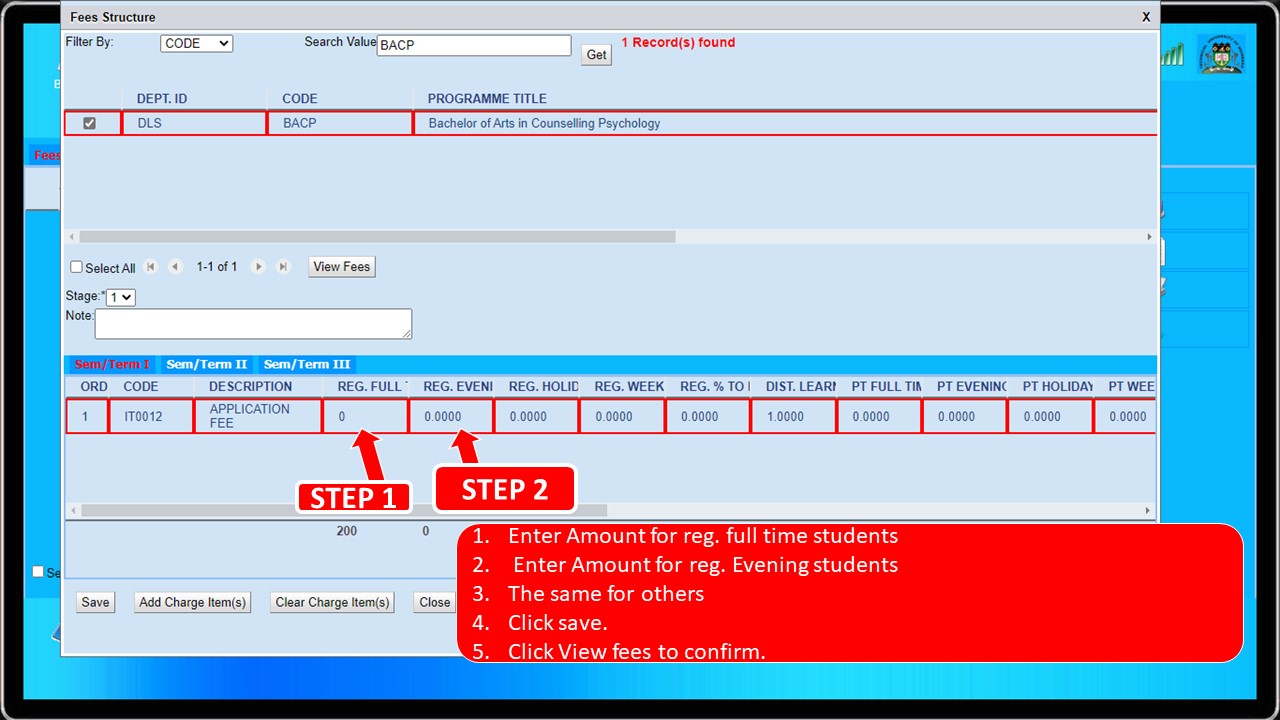 Fees Structure X
Filter By: CODE Search Value BACP Get 1 Record(s) found
DEPT. ID CODE PROGRAMME TITLE
DLS BACP Bachelor of Arts in Counselling Psychology
Fees
Select All 1-1 of 1 View Fees
Stage:* 1
Note:
Sem/Term I Sem/Term II Sem/Term III
ORD CODE DESCRIPTION REG. FULL REG. EVENI REG. HOLID REG. WEEK REG. % TO DIST. LEARN PT FULL TIM PT EVENING PT HOLIDAY PT WEE
1 IT0012 APPLICATION FEE 0 0.0000 0.0000 0.0000 0.0000 1.0000 0.0000 0.0000 0.0000 0.0000
STEP 1 STEP 2
200 0
1. Enter Amount for reg. full time students
2. Enter Amount for reg. Evening students
3. The same for others
4. Click save.
5. Click View fees to confirm.
Se
Save Add Charge Item(s) Clear Charge Item(s) Close